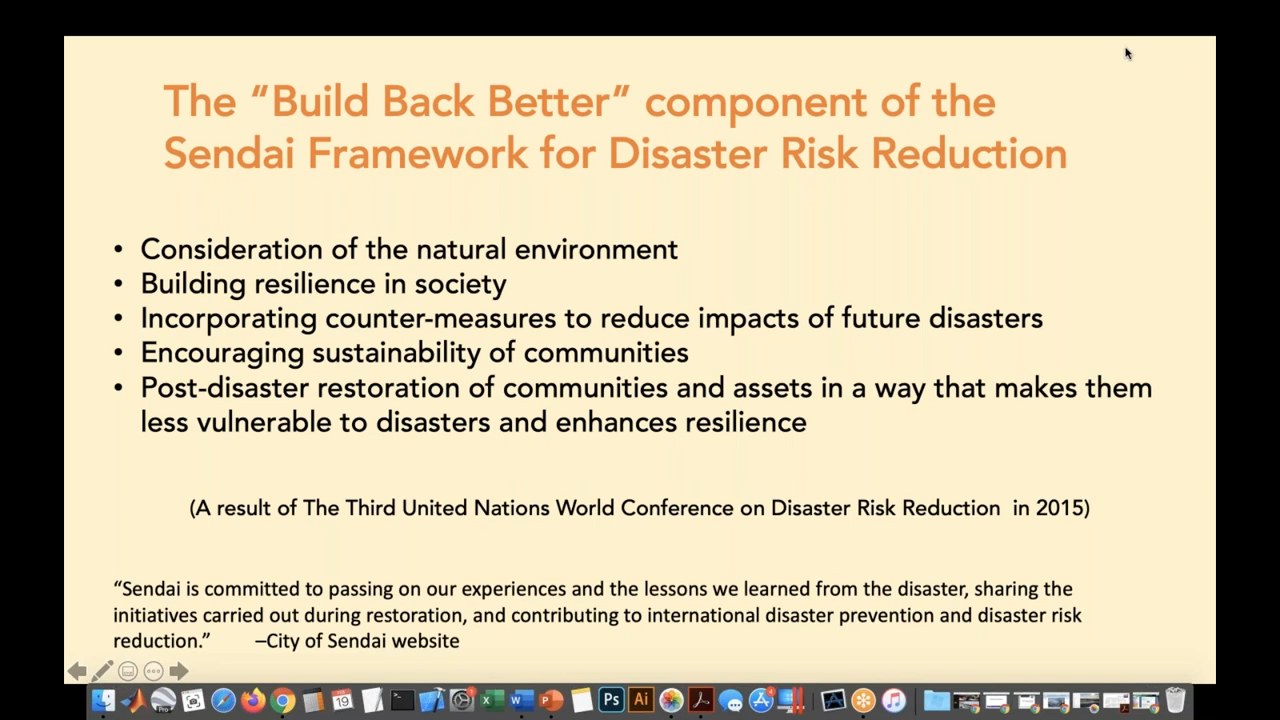 The “Build Back Better” component of the
Sendai Framework for Disaster Risk Reduction
• Consideration of the natural environment
• Building resilience in society
• Incorporating counter-measures to reduce impacts of future disasters
• Encouraging sustainability of communities
• Post-disaster restoration of communities and assets in a way that makes them
less vulnerable to disasters and enhances resilience
(A result of The Third United Nations World Conference on Disaster Risk Reduction in 2015)
“Sendai is committed to passing on our experiences and the lessons we learned from the disaster, sharing the
initiatives carried out during restoration, and contributing to international disaster prevention and disaster risk
reduction.” –City of Sendai website
Pro
19
Ps
Ai